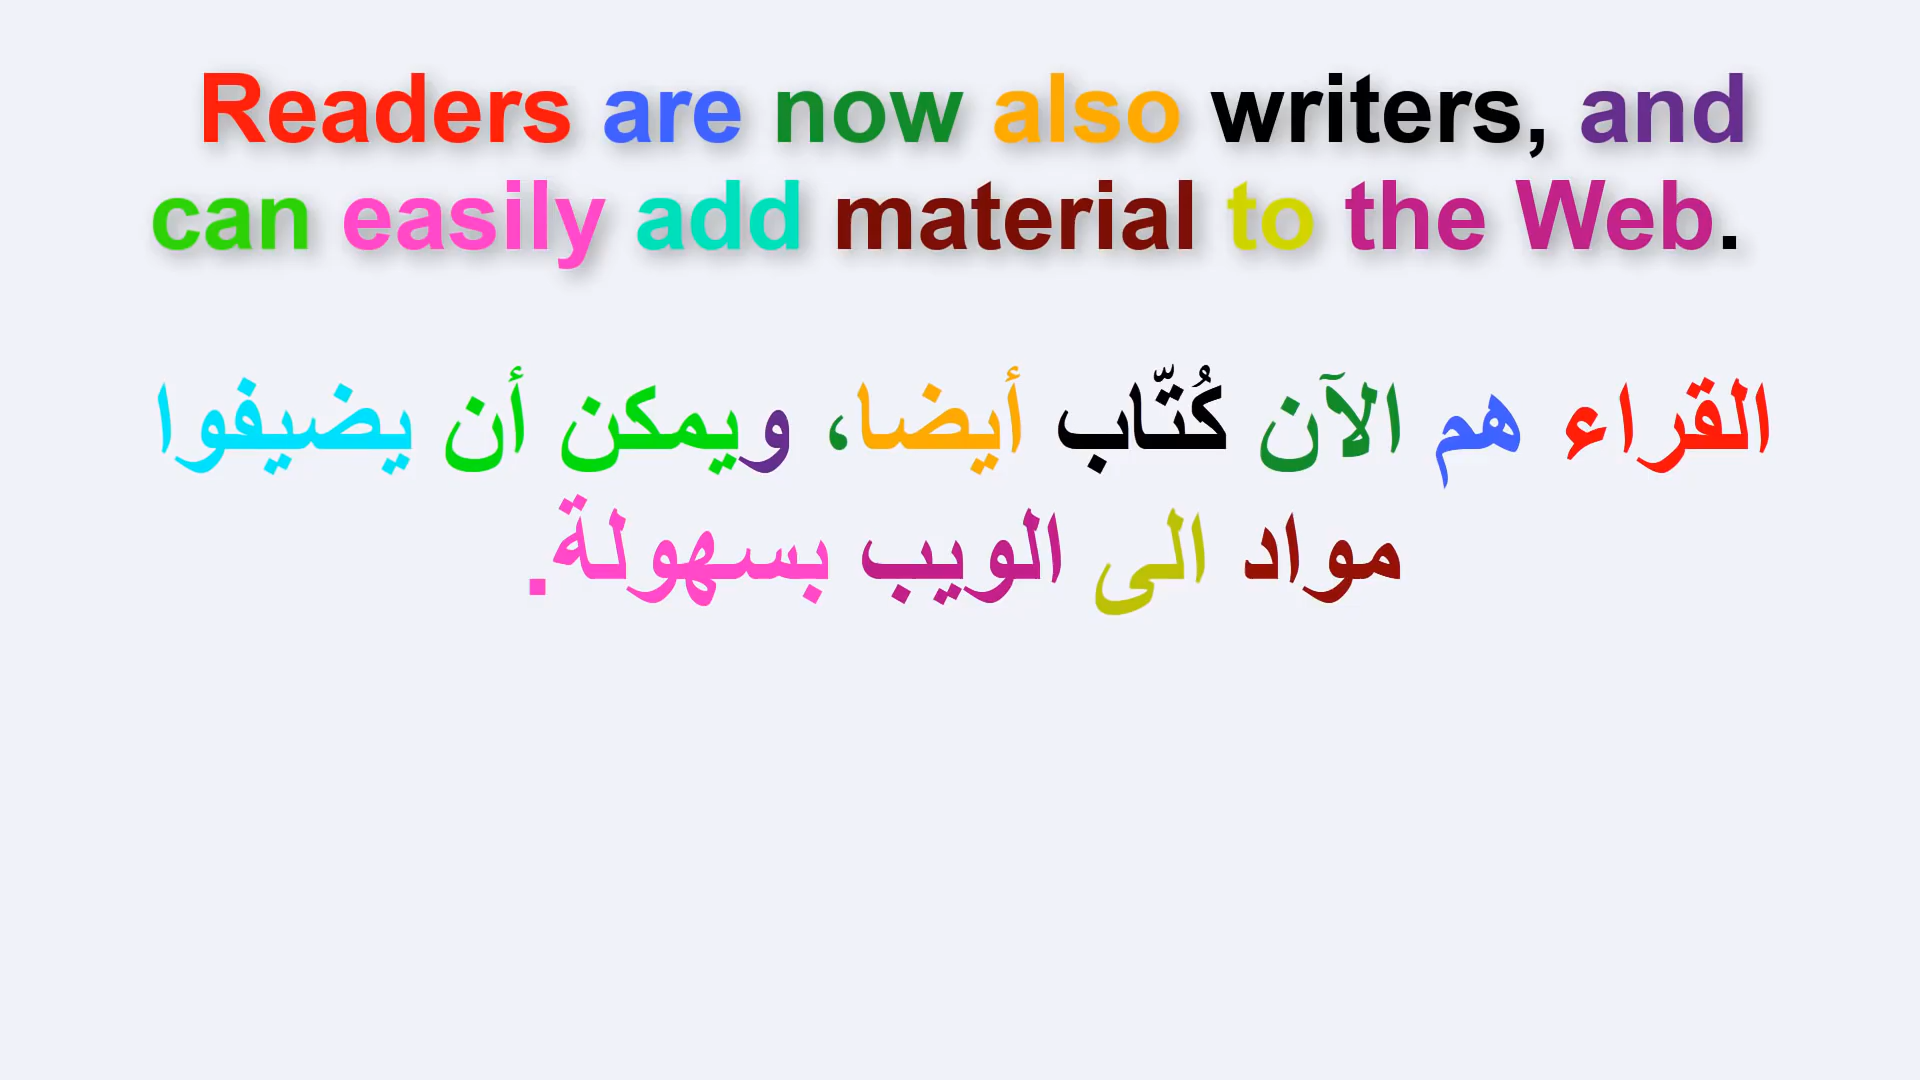 Readers are now also writers, and
can easily add material to the Web.
القراء هم الآن كُتّاب أيضا، ويمكن أن يضيفوا
مواد الى الويب بسهولة.